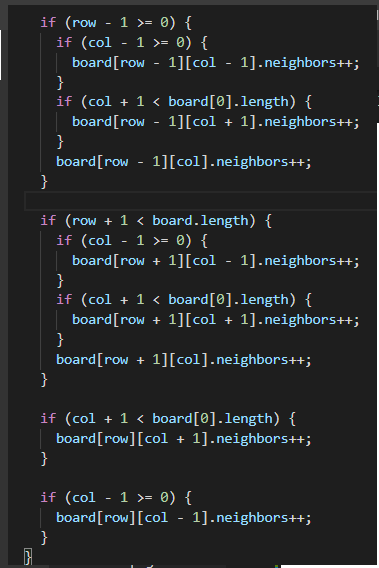 if (row - 1 >= 0) {
if (col - 1 >= 0) {
board[row - 1][col - 1].neighbors++;
}
if (col + 1 < board[0].length) {
board[row - 1][col + 1].neighbors++;
}
board[row - 1][col].neighbors++;
}
if (row + 1 < board.length) {
if (col - 1 >= 0) {
board[row + 1][col - 1].neighbors++;
}
if (col + 1 < board[0].length) {
board[row + 1][col + 1].neighbors++;
}
board[row + 1][col].neighbors++;
}
if (col + 1 < board[0].length) {
board[row][col + 1].neighbors++;
}
if (col - 1 >= 0) {
board[row][col - 1].neighbors++;
}
}